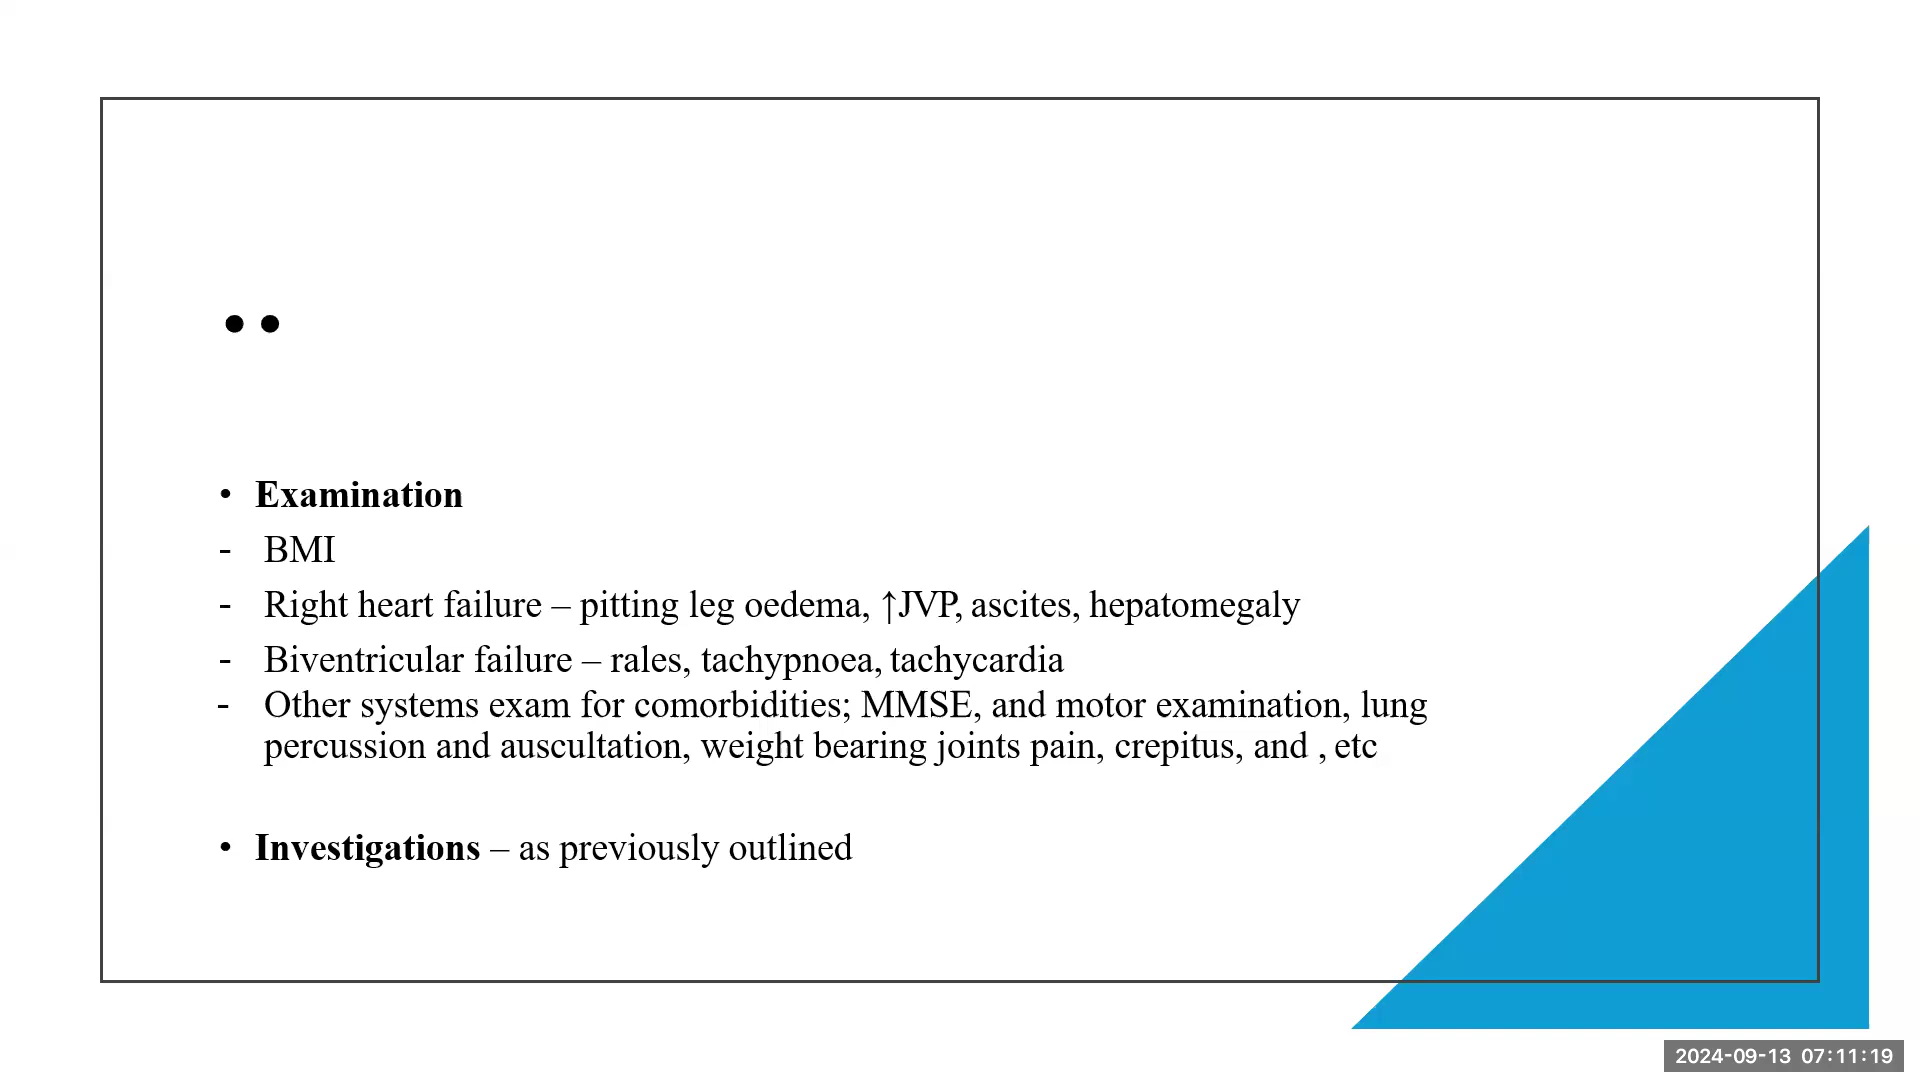 ..
• Examination
- BMI
- Right heart failure – pitting leg oedema, ↑JVP, ascites, hepatomegaly
- Biventricular failure – rales, tachypnoea, tachycardia
- Other systems exam for comorbidities; MMSE, and motor examination, lung
percussion and auscultation, weight bearing joints pain, crepitus, and , etc
• Investigations – as previously outlined
2024-09-13 07:11:19